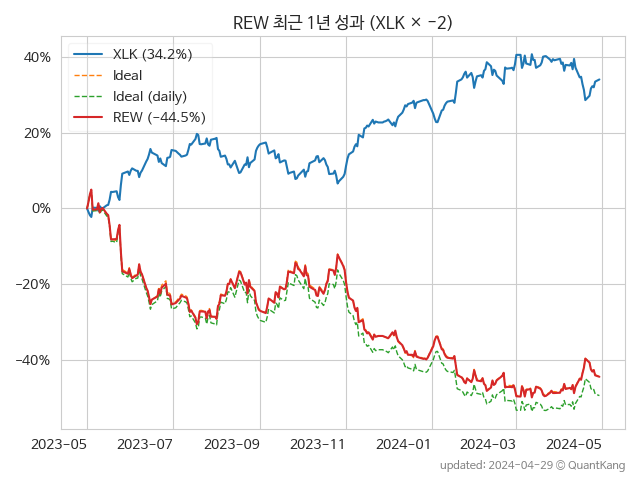 REW 최근 1년 성과 (XLK × −2)
40%
20%
0%
−20%
−40%
XLK (34.2%)
Ideal
Ideal (daily)
REW (−44.5%)
2023-05 2023-07 2023-09 2023-11 2024-01 2024-03 2024-05
updated: 2024-04-29 © QuantKang